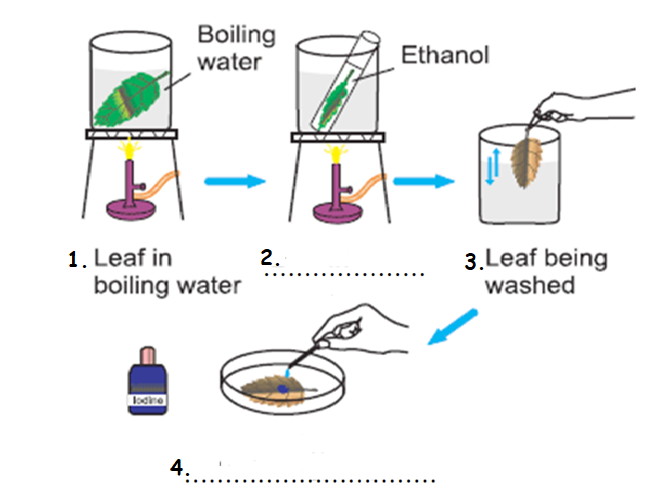 Boiling
water
Ethanol
1. Leaf in
boiling water
2. ....................
3. Leaf being
washed
Iodine
4. ..............................